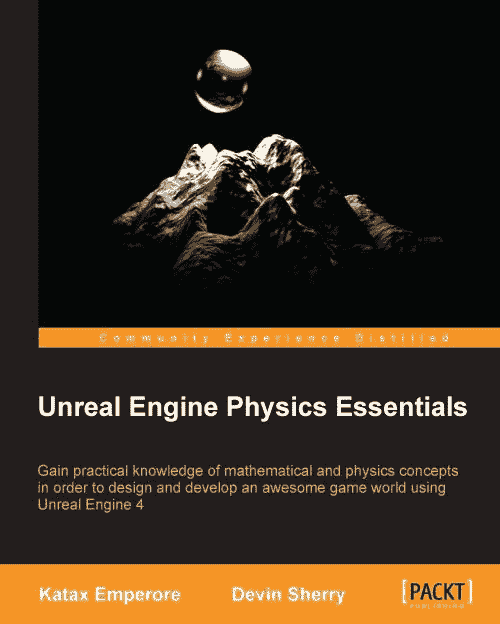 Community Experience Distilled
Unreal Engine Physics Essentials
Gain practical knowledge of mathematical and physics concepts
in order to design and develop an awesome game world using
Unreal Engine 4
Katax Emperore Devin Sherry [PACKT]
PUBLISHING